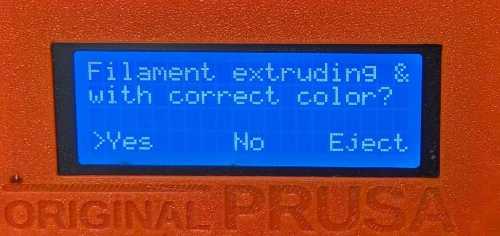 Filament extruding &
with correct color?
>Yes No Eject
ORIGINAL PRUSA